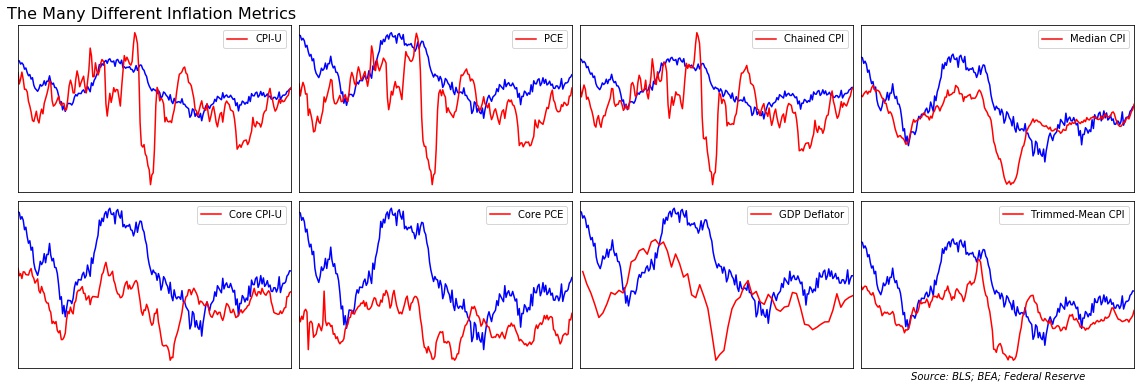 The Many Different Inflation Metrics
CPI-U
PCE
Chained CPI
Median CPI
Core CPI-U
Core PCE
GDP Deflator
Trimmed-Mean CPI
Source: BLS; BEA; Federal Reserve